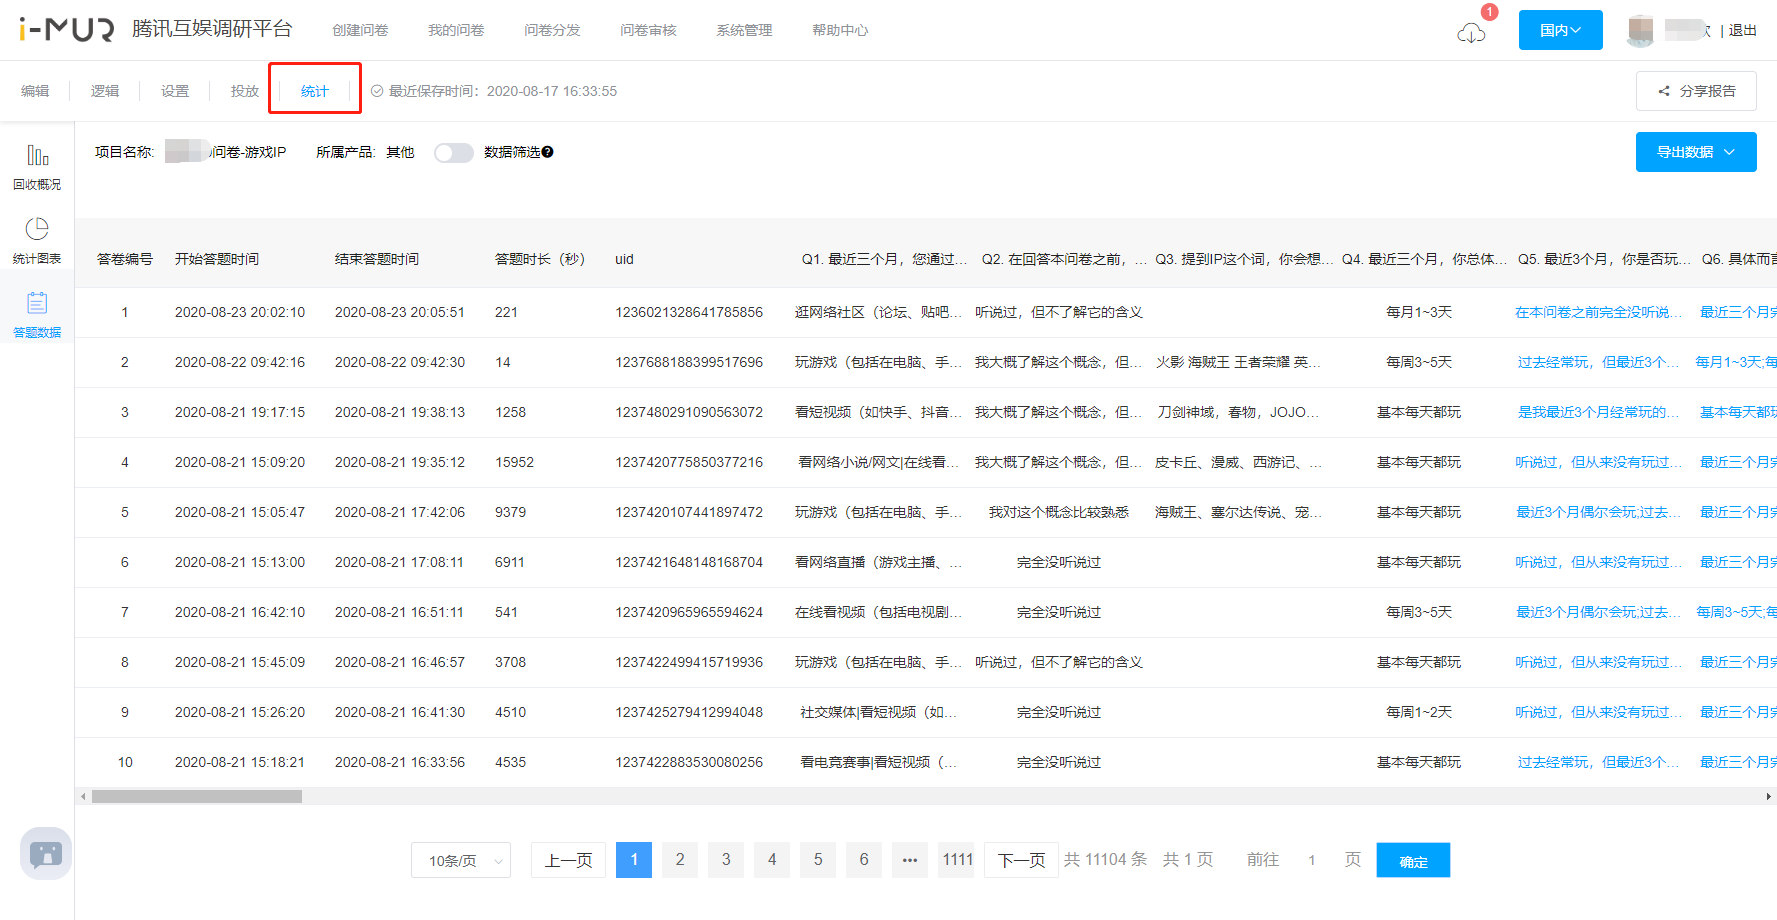 i-MUR 腾讯互娱调研平台 创建问卷 我的问卷 问卷分发 问卷审核 系统管理 帮助中心 1 国内 | 退出
编辑 逻辑 设置 投放 统计 最近保存时间：2020-08-17 16:33:55 分享报告
项目名称: 问卷-游戏IP 所属产品: 其他 数据筛选? 导出数据
回收概况
统计图表
答题数据
答卷编号 开始答题时间 结束答题时间 答题时长（秒） uid Q1. 最近三个月，您通过... Q2. 在回答本问卷之前，... Q3. 提到IP这个词，你会想... Q4. 最近三个月，你总体... Q5. 最近3个月，你是否玩... Q6. 具体而言
1 2020-08-23 20:02:10 2020-08-23 20:05:51 221 1236021328641785856 逛网络社区（论坛、贴吧... 听说过，但不了解它的含义 每月1~3天 在本问卷之前完全没听说... 最近三个月完
2 2020-08-22 09:42:16 2020-08-22 09:42:30 14 1237688188399517696 玩游戏（包括在电脑、手... 我大概了解这个概念，但... 火影 海贼王 王者荣耀 英... 每周3~5天 过去经常玩，但最近3个... 每月1~3天;每
3 2020-08-21 19:17:15 2020-08-21 19:38:13 1258 1237480291090563072 看短视频（如快手、抖音... 我大概了解这个概念，但... 刀剑神域，春物，JOJO... 基本每天都玩 是我最近3个月经常玩的... 基本每天都玩
4 2020-08-21 15:09:20 2020-08-21 19:35:12 15952 1237420775850377216 看网络小说/网文|在线看... 我大概了解这个概念，但... 皮卡丘、漫威、西游记、... 基本每天都玩 听说过，但从来没有玩过... 最近三个月完
5 2020-08-21 15:05:47 2020-08-21 17:42:06 9379 1237420107441897472 玩游戏（包括在电脑、手... 我对这个概念比较熟悉 海贼王、塞尔达传说、宠... 基本每天都玩 最近3个月偶尔会玩;过去... 最近三个月完
6 2020-08-21 15:13:00 2020-08-21 17:08:11 6911 1237421648148168704 看网络直播（游戏主播、... 完全没听说过 基本每天都玩 听说过，但从来没有玩过... 最近三个月完
7 2020-08-21 16:42:10 2020-08-21 16:51:11 541 1237420965965594624 在线看视频（包括电视剧... 完全没听说过 每周3~5天 最近3个月偶尔会玩;过去... 每周3~5天;每
8 2020-08-21 15:45:09 2020-08-21 16:46:57 3708 1237422499415719936 玩游戏（包括在电脑、手... 听说过，但不了解它的含义 基本每天都玩 听说过，但从来没有玩过... 最近三个月完
9 2020-08-21 15:26:20 2020-08-21 16:41:30 4510 1237425279412994048 社交媒体|看短视频（如... 完全没听说过 每周1~2天 听说过，但从来没有玩过... 最近三个月完
10 2020-08-21 15:18:21 2020-08-21 16:33:56 4535 1237422883530080256 看电竞赛事|看短视频（... 完全没听说过 基本每天都玩 过去经常玩，但最近3个... 最近三个月完
10条/页 上一页 1 2 3 4 5 6 ••• 1111 下一页 共 11104 条 共 1 页 前往 1 页 确定